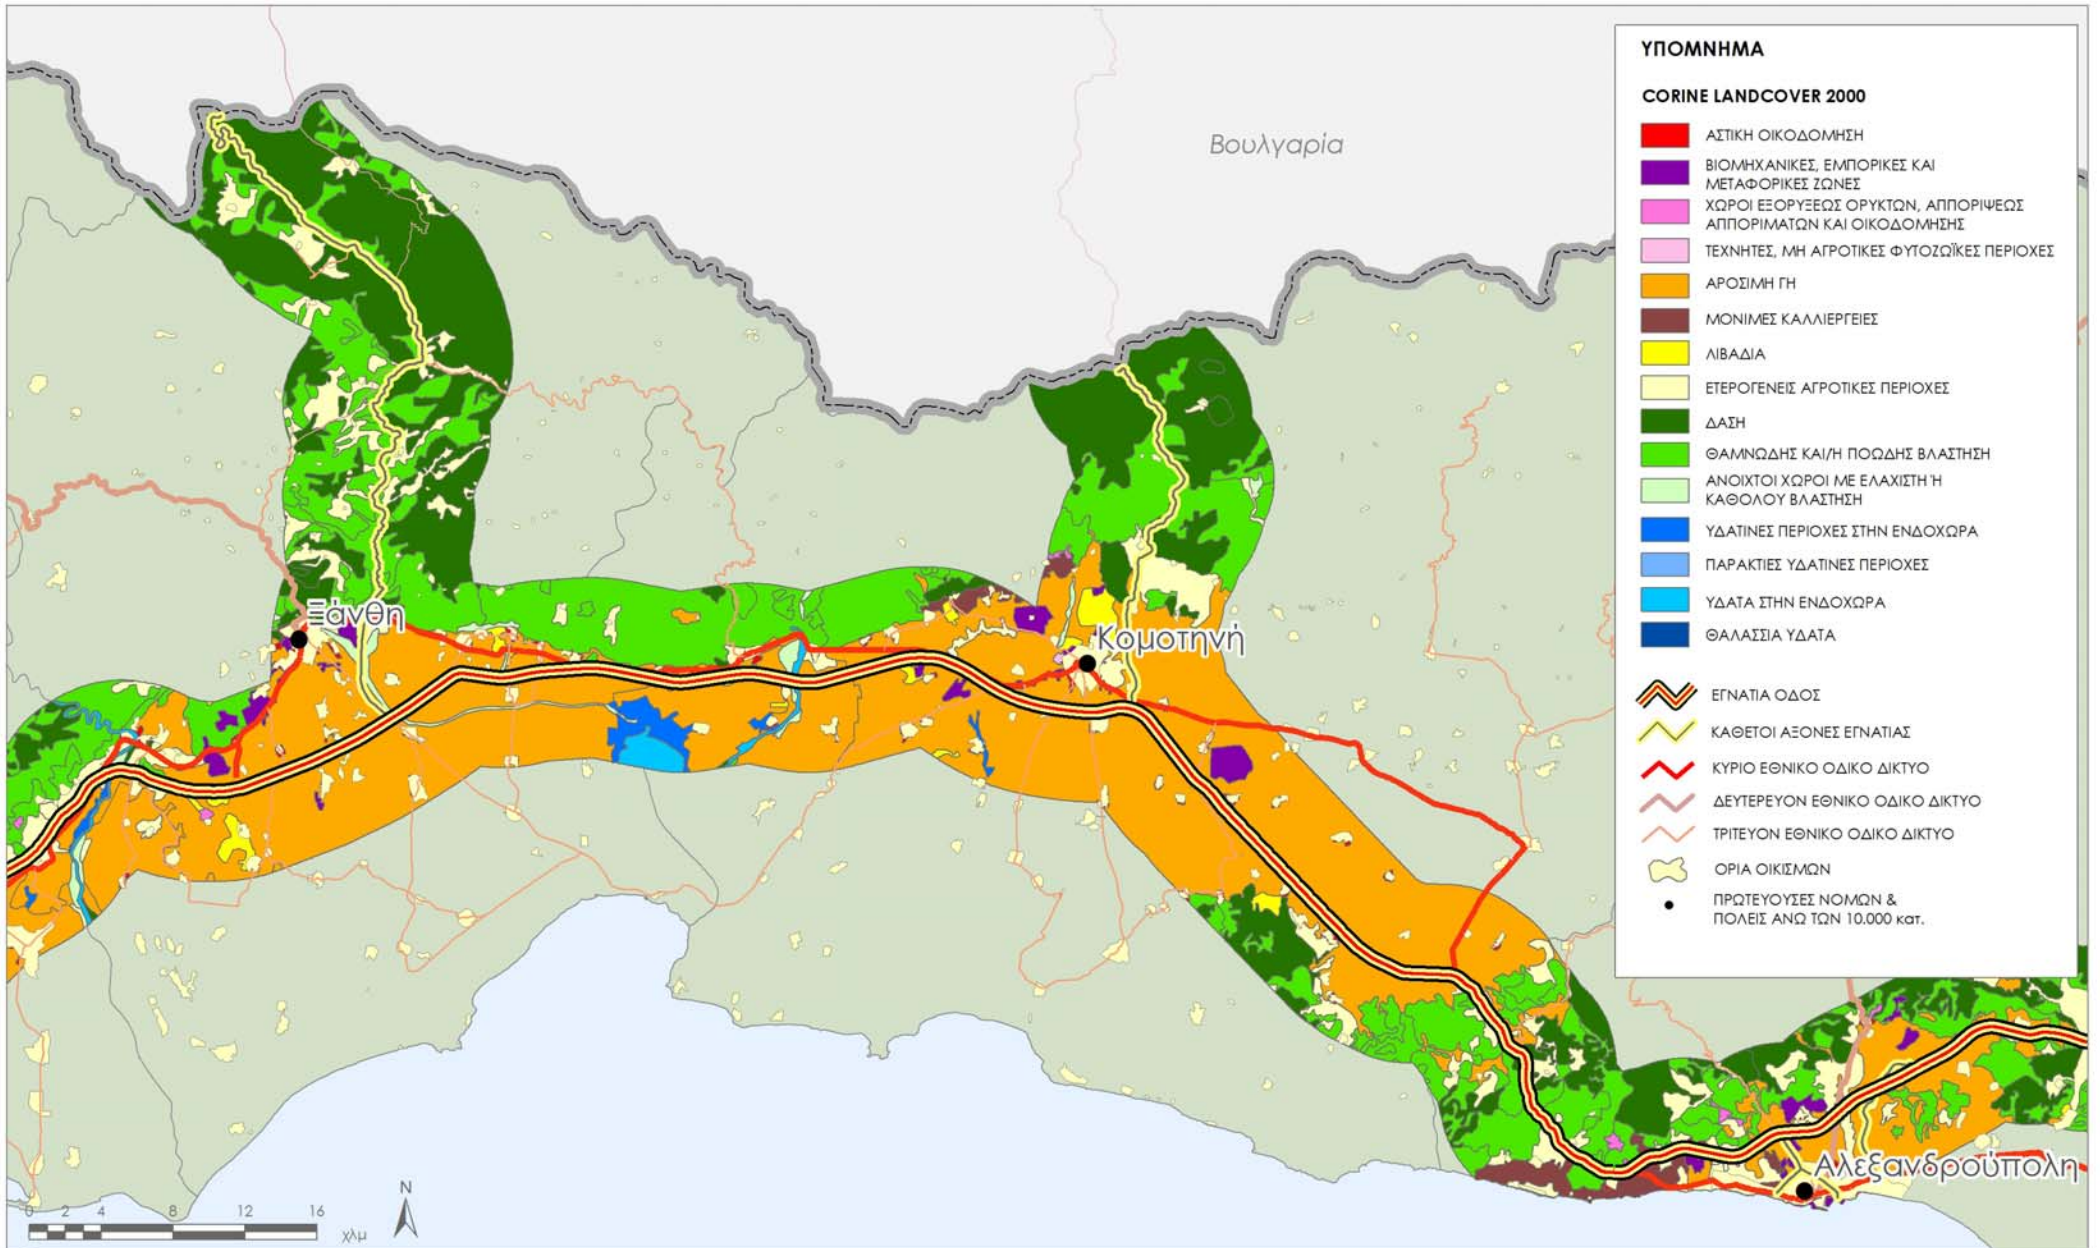 Βουλγαρία
Ξάνθη
Κομοτηνή
Αλεξανδρούπολη
ΥΠΟΜΝΗΜΑ
CORINE LANDCOVER 2000
ΑΣΤΙΚΗ ΟΙΚΟΔΟΜΗΣΗ
ΒΙΟΜΗΧΑΝΙΚΕΣ, ΕΜΠΟΡΙΚΕΣ ΚΑΙ
ΜΕΤΑΦΟΡΙΚΕΣ ΖΩΝΕΣ
ΧΩΡΟΙ ΕΞΟΡΥΞΕΩΣ ΟΡΥΚΤΩΝ, ΑΠΠΟΡΙΨΕΩΣ
ΑΠΠΟΡΙΜΑΤΩΝ ΚΑΙ ΟΙΚΟΔΟΜΗΣΗΣ
ΤΕΧΝΗΤΕΣ, ΜΗ ΑΓΡΟΤΙΚΕΣ ΦΥΤΟΖΩΪΚΕΣ ΠΕΡΙΟΧΕΣ
ΑΡΟΣΙΜΗ ΓΗ
ΜΟΝΙΜΕΣ ΚΑΛΛΙΕΡΓΕΙΕΣ
ΛΙΒΑΔΙΑ
ΕΤΕΡΟΓΕΝΕΙΣ ΑΓΡΟΤΙΚΕΣ ΠΕΡΙΟΧΕΣ
ΔΑΣΗ
ΘΑΜΝΩΔΗΣ ΚΑΙ/Η ΠΟΩΔΗΣ ΒΛΑΣΤΗΣΗ
ΑΝΟΙΧΤΟΙ ΧΩΡΟΙ ΜΕ ΕΛΑΧΙΣΤΗ Ή
ΚΑΘΟΛΟΥ ΒΛΑΣΤΗΣΗ
ΥΔΑΤΙΝΕΣ ΠΕΡΙΟΧΕΣ ΣΤΗΝ ΕΝΔΟΧΩΡΑ
ΠΑΡΑΚΤΙΕΣ ΥΔΑΤΙΝΕΣ ΠΕΡΙΟΧΕΣ
ΥΔΑΤΑ ΣΤΗΝ ΕΝΔΟΧΩΡΑ
ΘΑΛΑΣΣΙΑ ΥΔΑΤΑ
ΕΓΝΑΤΙΑ ΟΔΟΣ
ΚΑΘΕΤΟΙ ΑΞΟΝΕΣ ΕΓΝΑΤΙΑΣ
ΚΥΡΙΟ ΕΘΝΙΚΟ ΟΔΙΚΟ ΔΙΚΤΥΟ
ΔΕΥΤΕΡΕΥΟΝ ΕΘΝΙΚΟ ΟΔΙΚΟ ΔΙΚΤΥΟ
ΤΡΙΤΕΥΟΝ ΕΘΝΙΚΟ ΟΔΙΚΟ ΔΙΚΤΥΟ
ΟΡΙΑ ΟΙΚΙΣΜΩΝ
ΠΡΩΤΕΥΟΥΣΕΣ ΝΟΜΩΝ &
ΠΟΛΕΙΣ ΑΝΩ ΤΩΝ 10.000 κατ.
0 2 4 8 12 16
χλμ
N